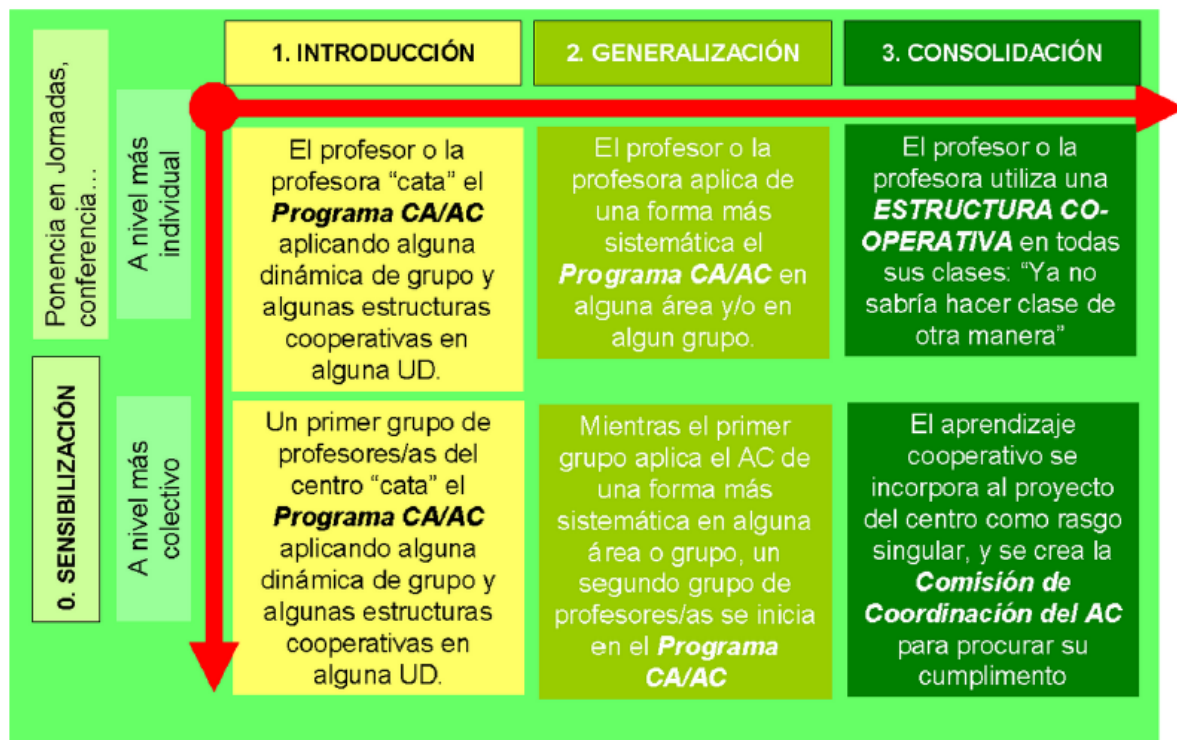 Ponencia en Jornadas,
conferencia...
0. SENSIBILIZACIÓN
A nivel más
individual
A nivel más
colectivo
1. INTRODUCCIÓN
2. GENERALIZACIÓN
3. CONSOLIDACIÓN
El profesor o la
profesora “cata” el
Programa CA/AC
aplicando alguna
dinámica de grupo y
algunas estructuras
cooperativas en
alguna UD.
El profesor o la
profesora aplica de
una forma más
sistemática el
Programa CA/AC en
alguna área y/o en
algun grupo.
El profesor o la
profesora utiliza una
ESTRUCTURA CO-
OPERATIVA en todas
sus clases: “Ya no
sabría hacer clase de
otra manera”
Un primer grupo de
profesores/as del
centro “cata” el
Programa CA/AC
aplicando alguna
dinámica de grupo y
algunas estructuras
cooperativas en
alguna UD.
Mientras el primer
grupo aplica el AC de
una forma más
sistemática en alguna
área o grupo, un
segundo grupo de
profesores/as se inicia
en el Programa
CA/AC
El aprendizaje
cooperativo se
incorpora al proyecto
del centro como rasgo
singular, y se crea la
Comisión de
Coordinación del AC
para procurar su
cumplimento